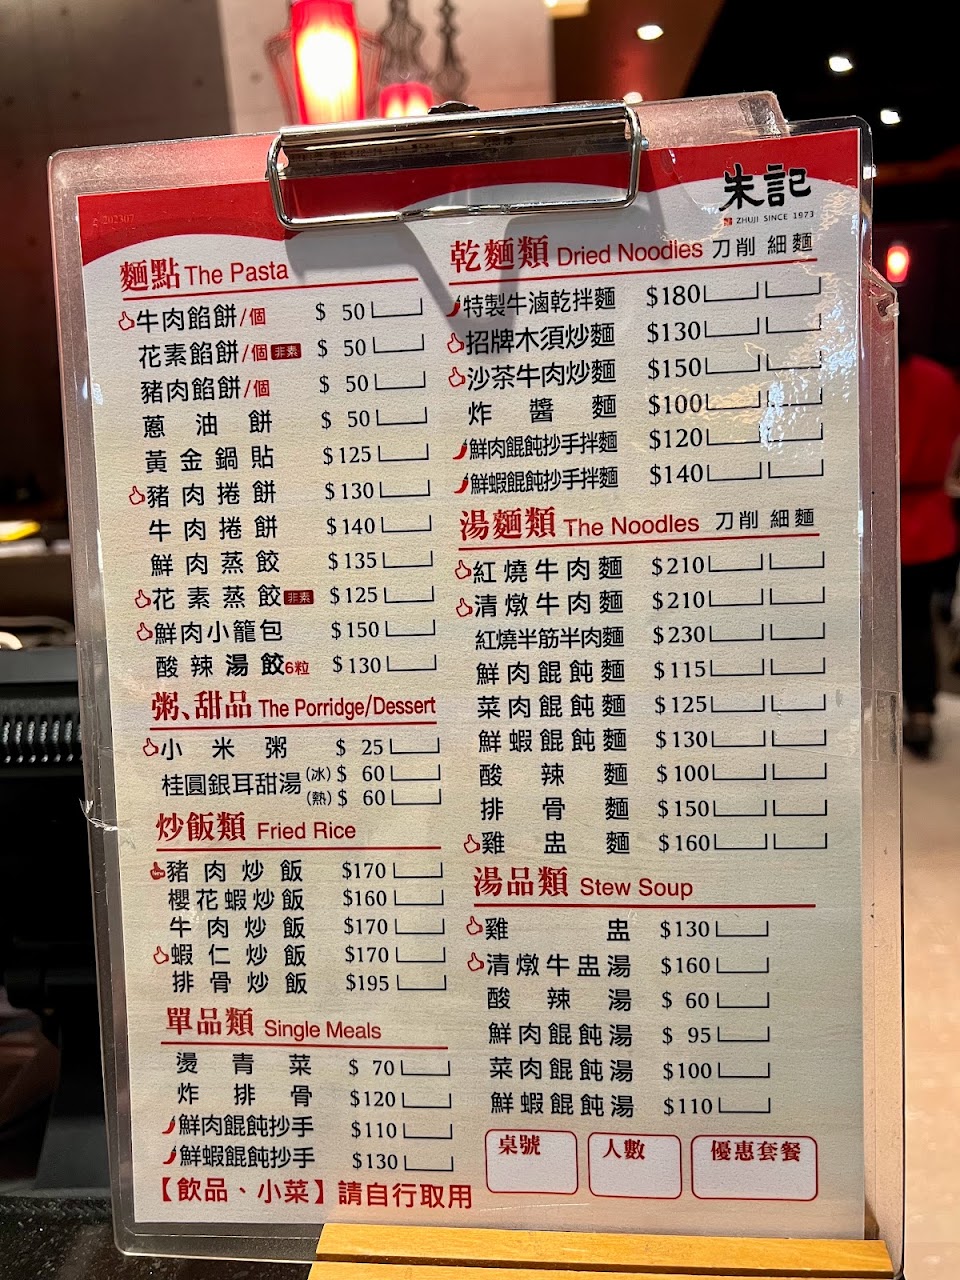 202307
朱記
ZHUJI SINCE 1973
麵點 The Pasta
牛肉餡餅/個 $ 50
花素餡餅/個 非素 $ 50
豬肉餡餅/個 $ 50
蔥油餅 $ 50
黃金鍋貼 $125
豬肉捲餅 $130
牛肉捲餅 $140
鮮肉蒸餃 $135
花素蒸餃 非素 $125
鮮肉小籠包 $150
酸辣湯餃6粒 $130
粥、甜品 The Porridge/Dessert
小米粥 $ 25
桂圓銀耳甜湯 (冰) $ 60
(熱) $ 60
炒飯類 Fried Rice
New 豬肉炒飯 $170
櫻花蝦炒飯 $160
牛肉炒飯 $170
蝦仁炒飯 $170
排骨炒飯 $195
單品類 Single Meals
燙青菜 $ 70
炸排骨 $120
鮮肉餛飩抄手 $110
鮮蝦餛飩抄手 $130
【飲品、小菜】請自行取用
乾麵類 Dried Noodles 刀削 細麵
特製牛滷乾拌麵 $180
招牌木須炒麵 $130
沙茶牛肉炒麵 $150
炸醬麵 $100
鮮肉餛飩抄手拌麵 $120
鮮蝦餛飩抄手拌麵 $140
湯麵類 The Noodles 刀削 細麵
紅燒牛肉麵 $210
清燉牛肉麵 $210
紅燒半筋半肉麵 $230
鮮肉餛飩麵 $115
菜肉餛飩麵 $125
鮮蝦餛飩麵 $130
酸辣麵 $100
排骨麵 $150
雞盅麵 $160
湯品類 Stew Soup
雞盅 $130
清燉牛盅湯 $160
酸辣湯 $ 60
鮮肉餛飩湯 $ 95
菜肉餛飩湯 $100
鮮蝦餛飩湯 $110
桌號 人數 優惠套餐